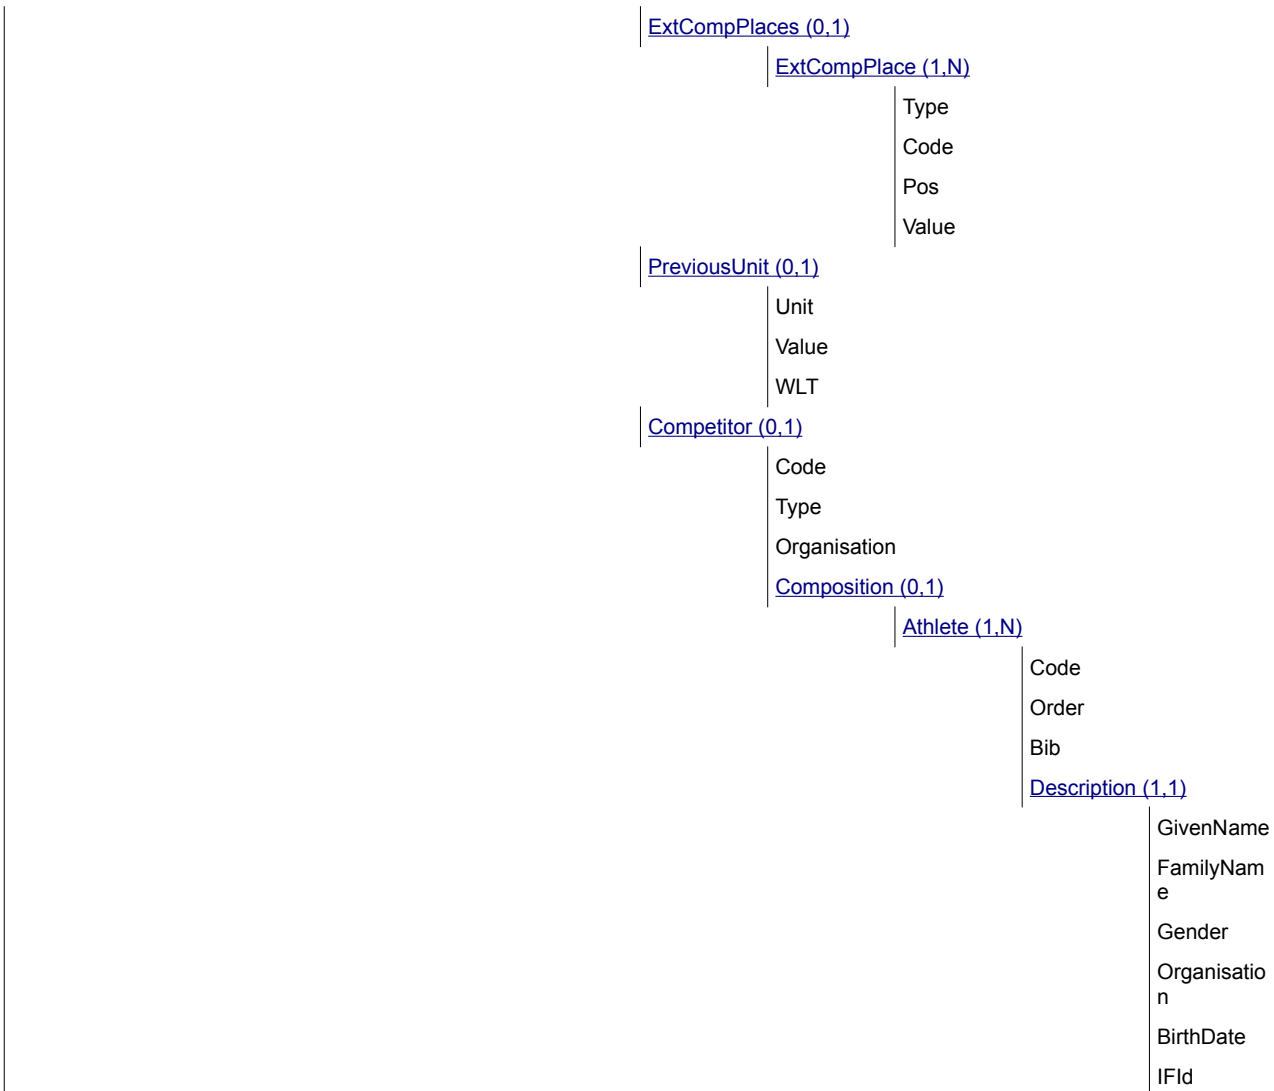 ExtCompPlaces (0,1)
ExtCompPlace (1,N)
Type
Code
Pos
Value
PreviousUnit (0,1)
Unit
Value
WLT
Competitor (0,1)
Code
Type
Organisation
Composition (0,1)
Athlete (1,N)
Code
Order
Bib
Description (1,1)
GivenName
FamilyNam
e
Gender
Organisatio
n
BirthDate
IFId